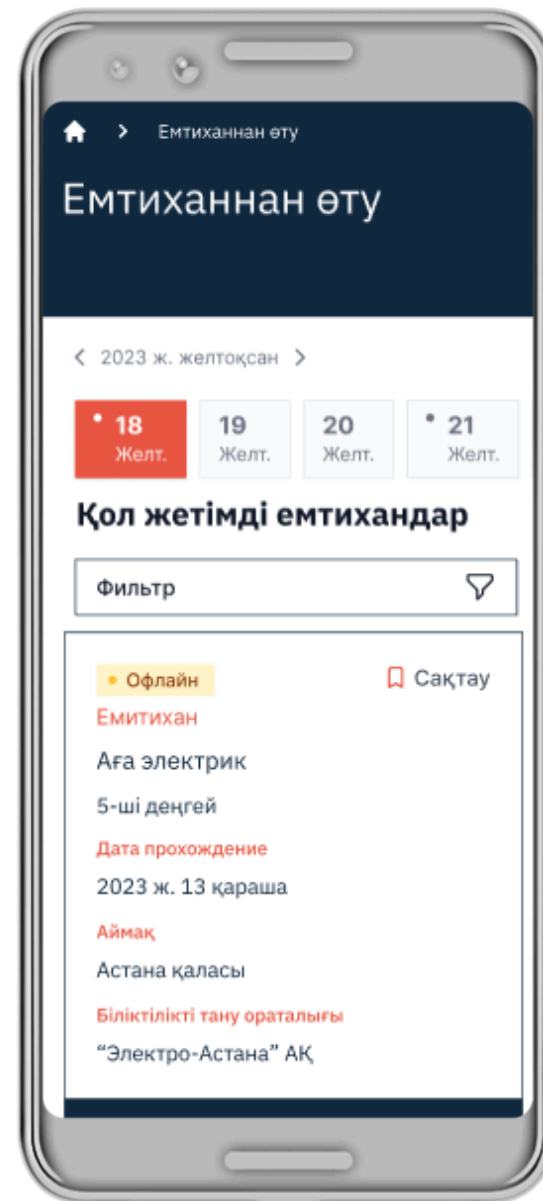 Емтиханнан өту
Емтиханнан өту
2023 ж. желтоқсан
18 19 20 21
Желт. Желт. Желт. Желт.
Қол жетімді емтихандар
Фильтр
Офлайн Сақтау
Емитихан
Аға электрик
5-ші деңгей
Дата прохождение
2023 ж. 13 қараша
Аймақ
Астана қаласы
Біліктілікті тану ораталығы
“Электро-Астана” АҚ